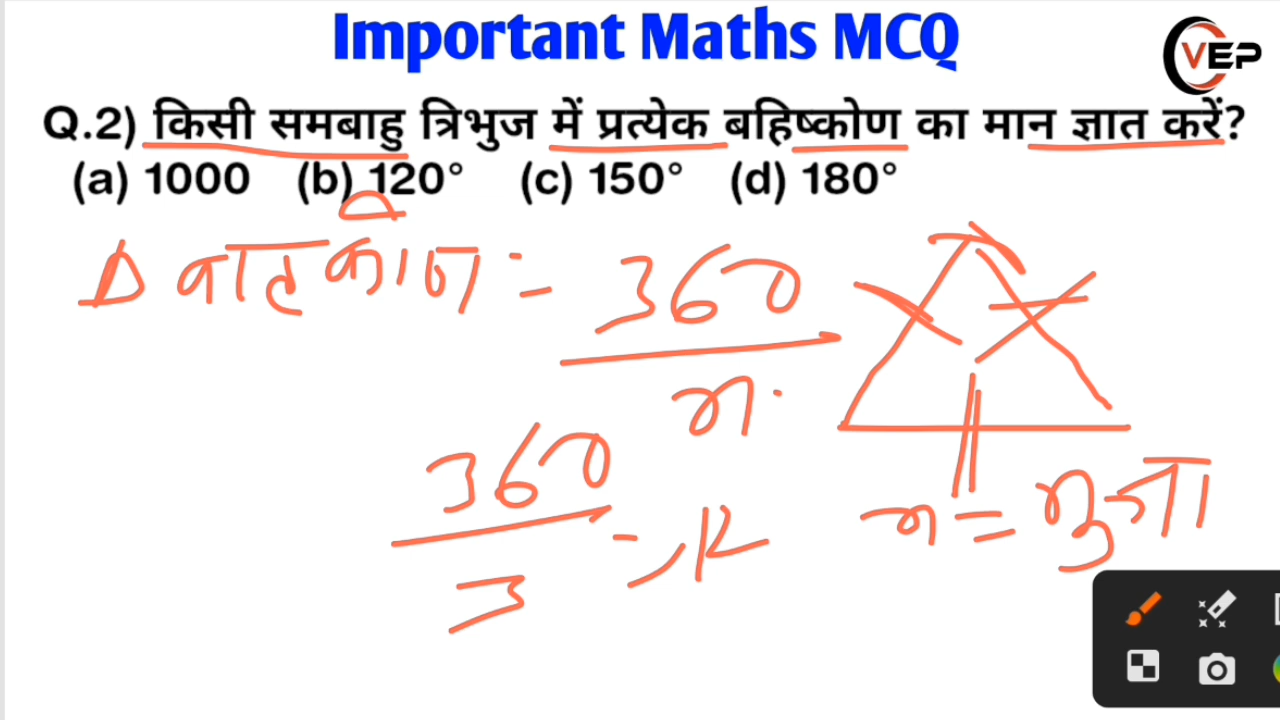 Important Maths MCQ
VEP
Q.2) किसी समबाहु त्रिभुज में प्रत्येक बहिष्कोण का मान ज्ञात करें?
(a) 1000 (b) 120° (c) 150° (d) 180°
Δ = 360
n
360
3
n = भुजा